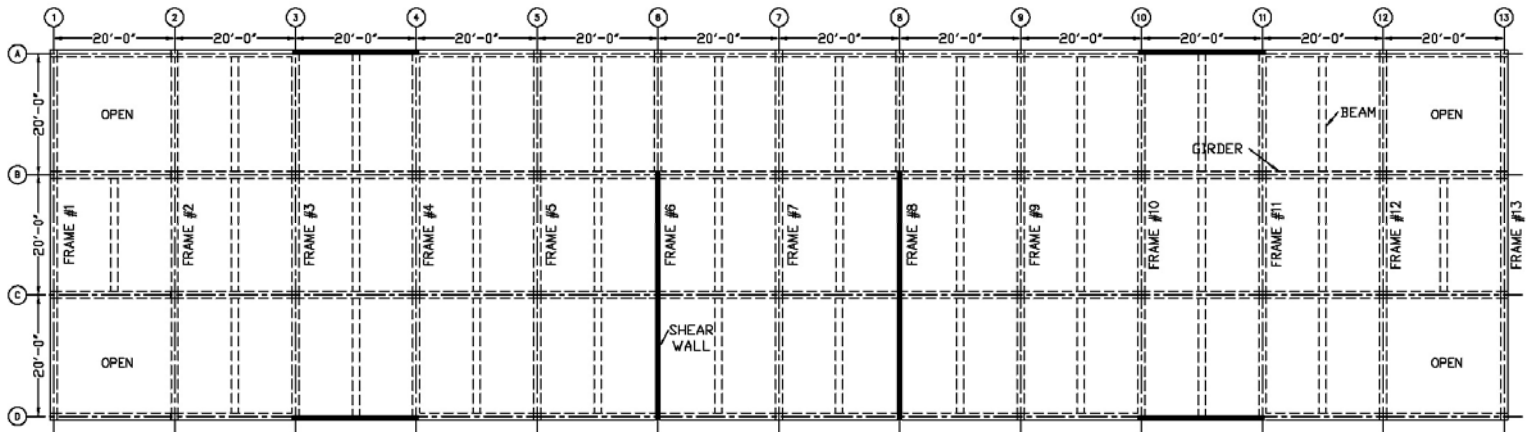 1 2 3 4 5 6 7 8 9 10 11 12 13
20'-0" 20'-0" 20'-0" 20'-0" 20'-0" 20'-0" 20'-0" 20'-0" 20'-0" 20'-0" 20'-0" 20'-0"
A
20'-0"
OPEN
BEAM
OPEN
GIRDER
B
20'-0"
FRAME #1
FRAME #2
FRAME #3
FRAME #4
FRAME #5
FRAME #6
FRAME #7
FRAME #8
FRAME #9
FRAME #10
FRAME #11
FRAME #12
FRAME #13
C
20'-0"
SHEAR
WALL
OPEN
OPEN
D